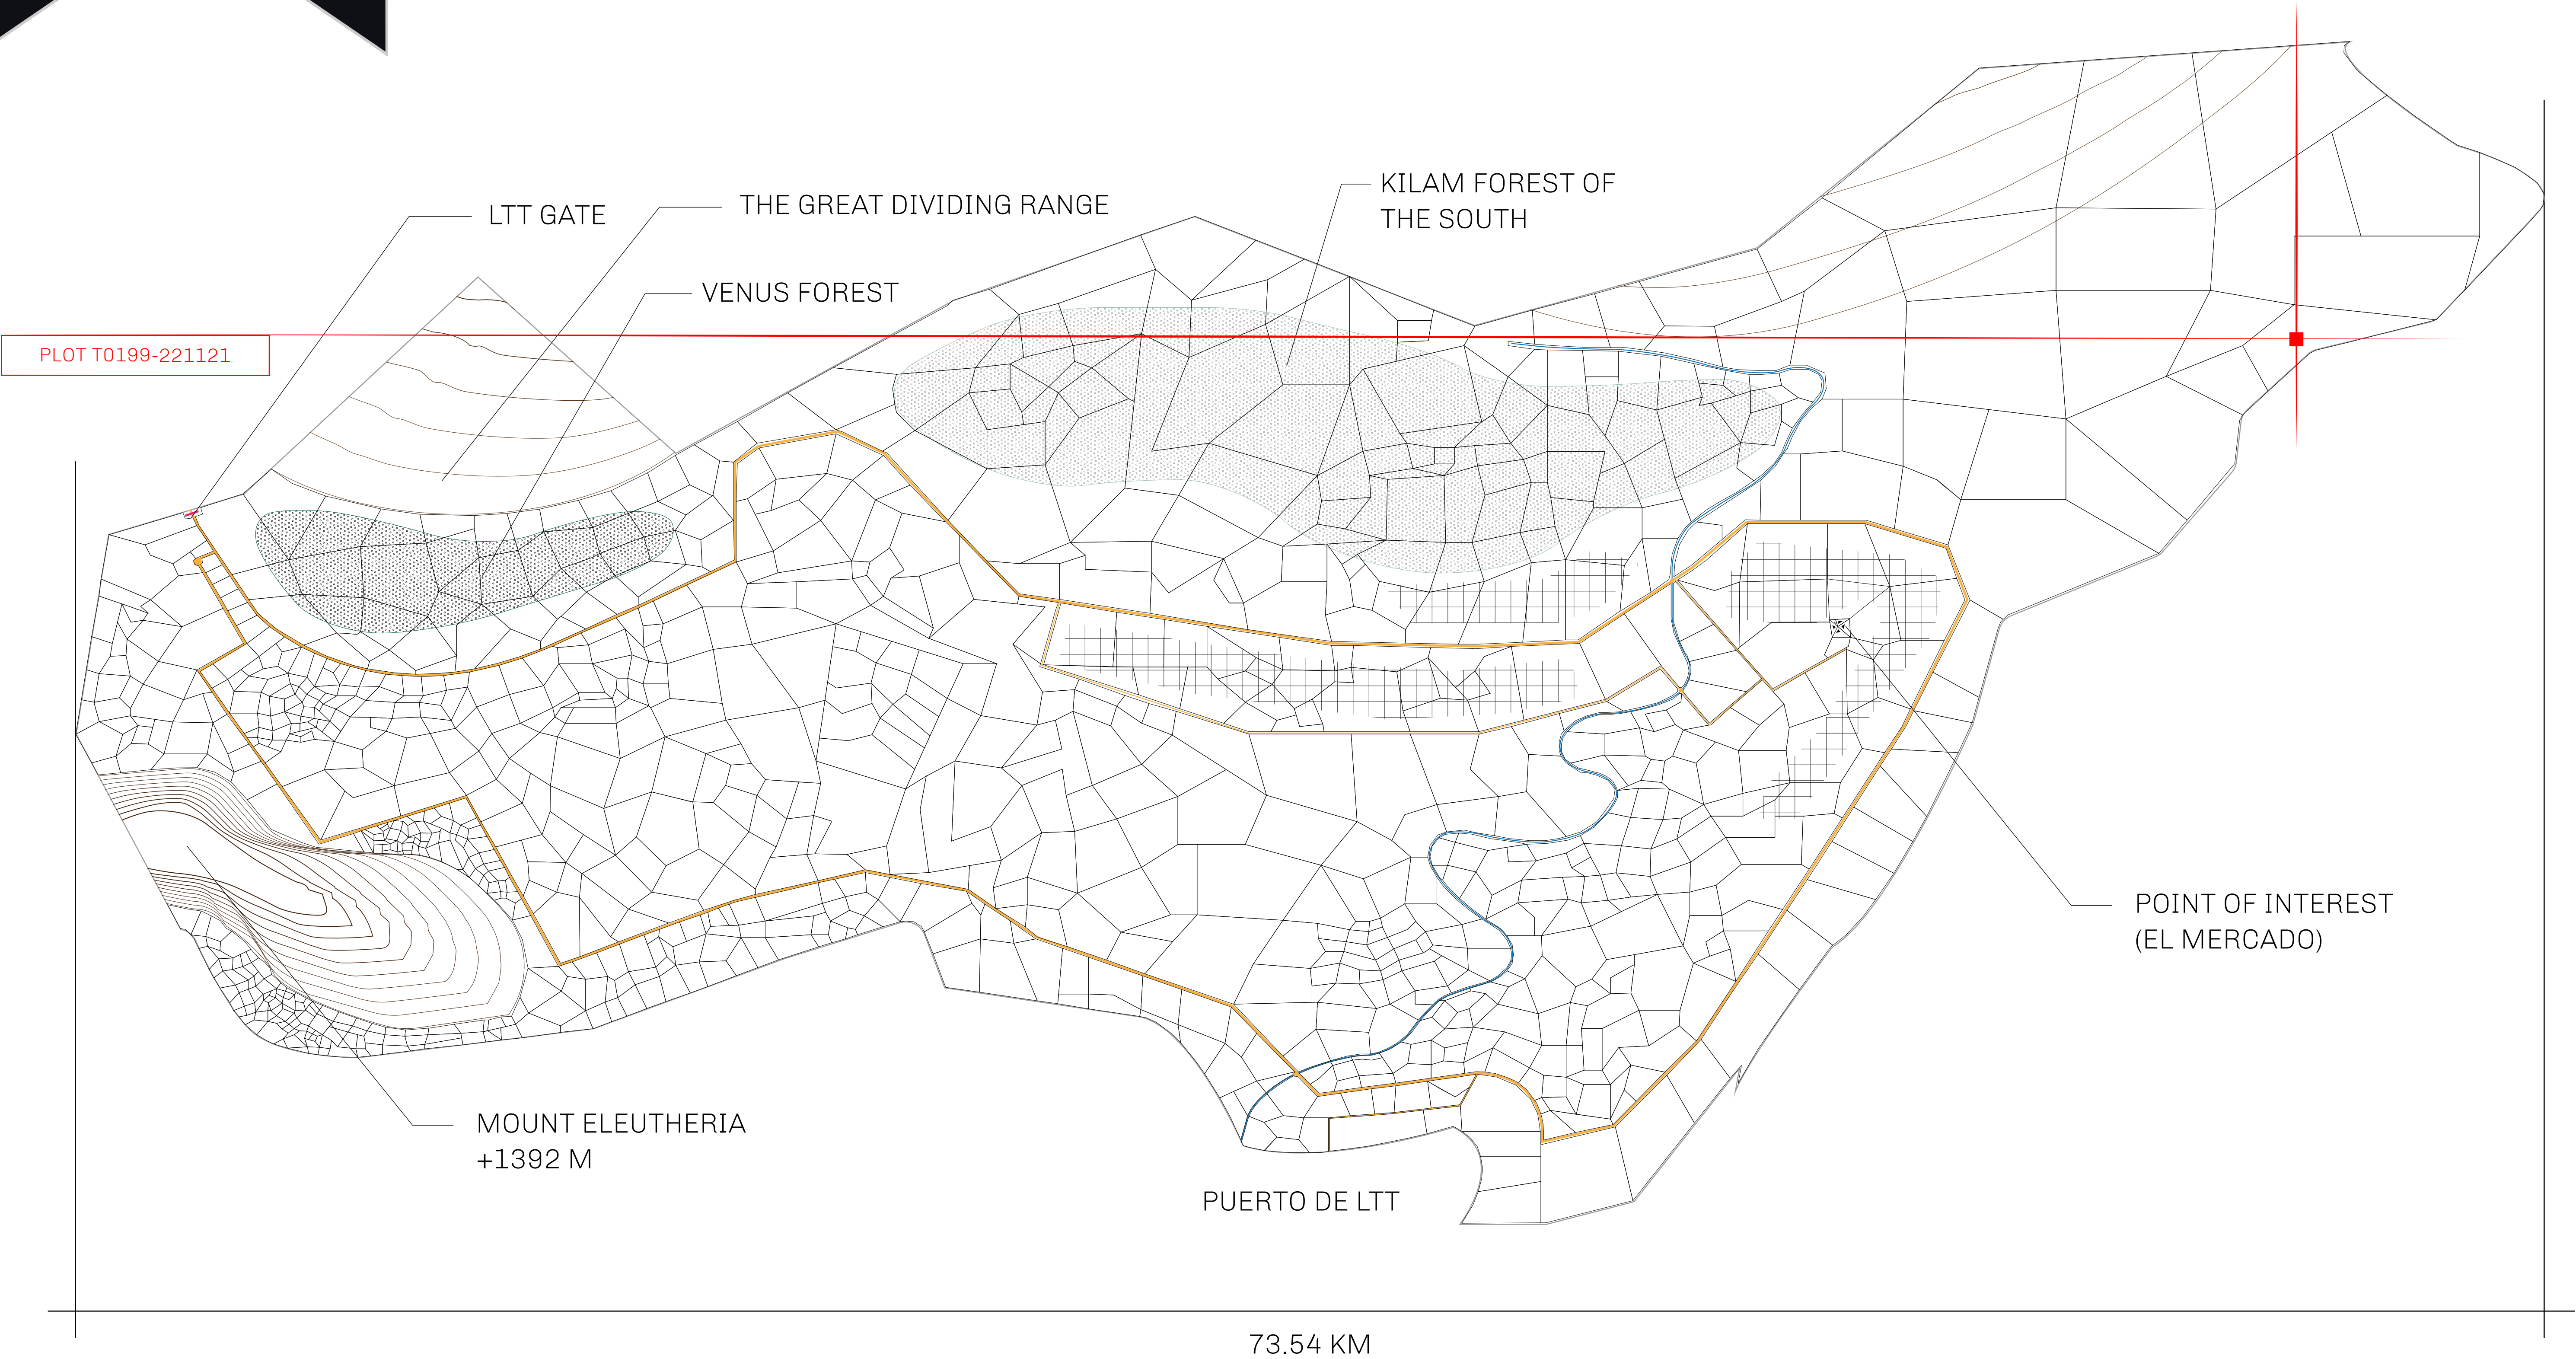 KILAM FOREST OF
THE SOUTH
LTT GATE
THE GREAT DIVIDING RANGE
VENUS FOREST
PLOT T0199-221121
POINT OF INTEREST
(EL MERCADO)
MOUNT ELEUTHERIA
+1392 M
PUERTO DE LTT
73.54 KM